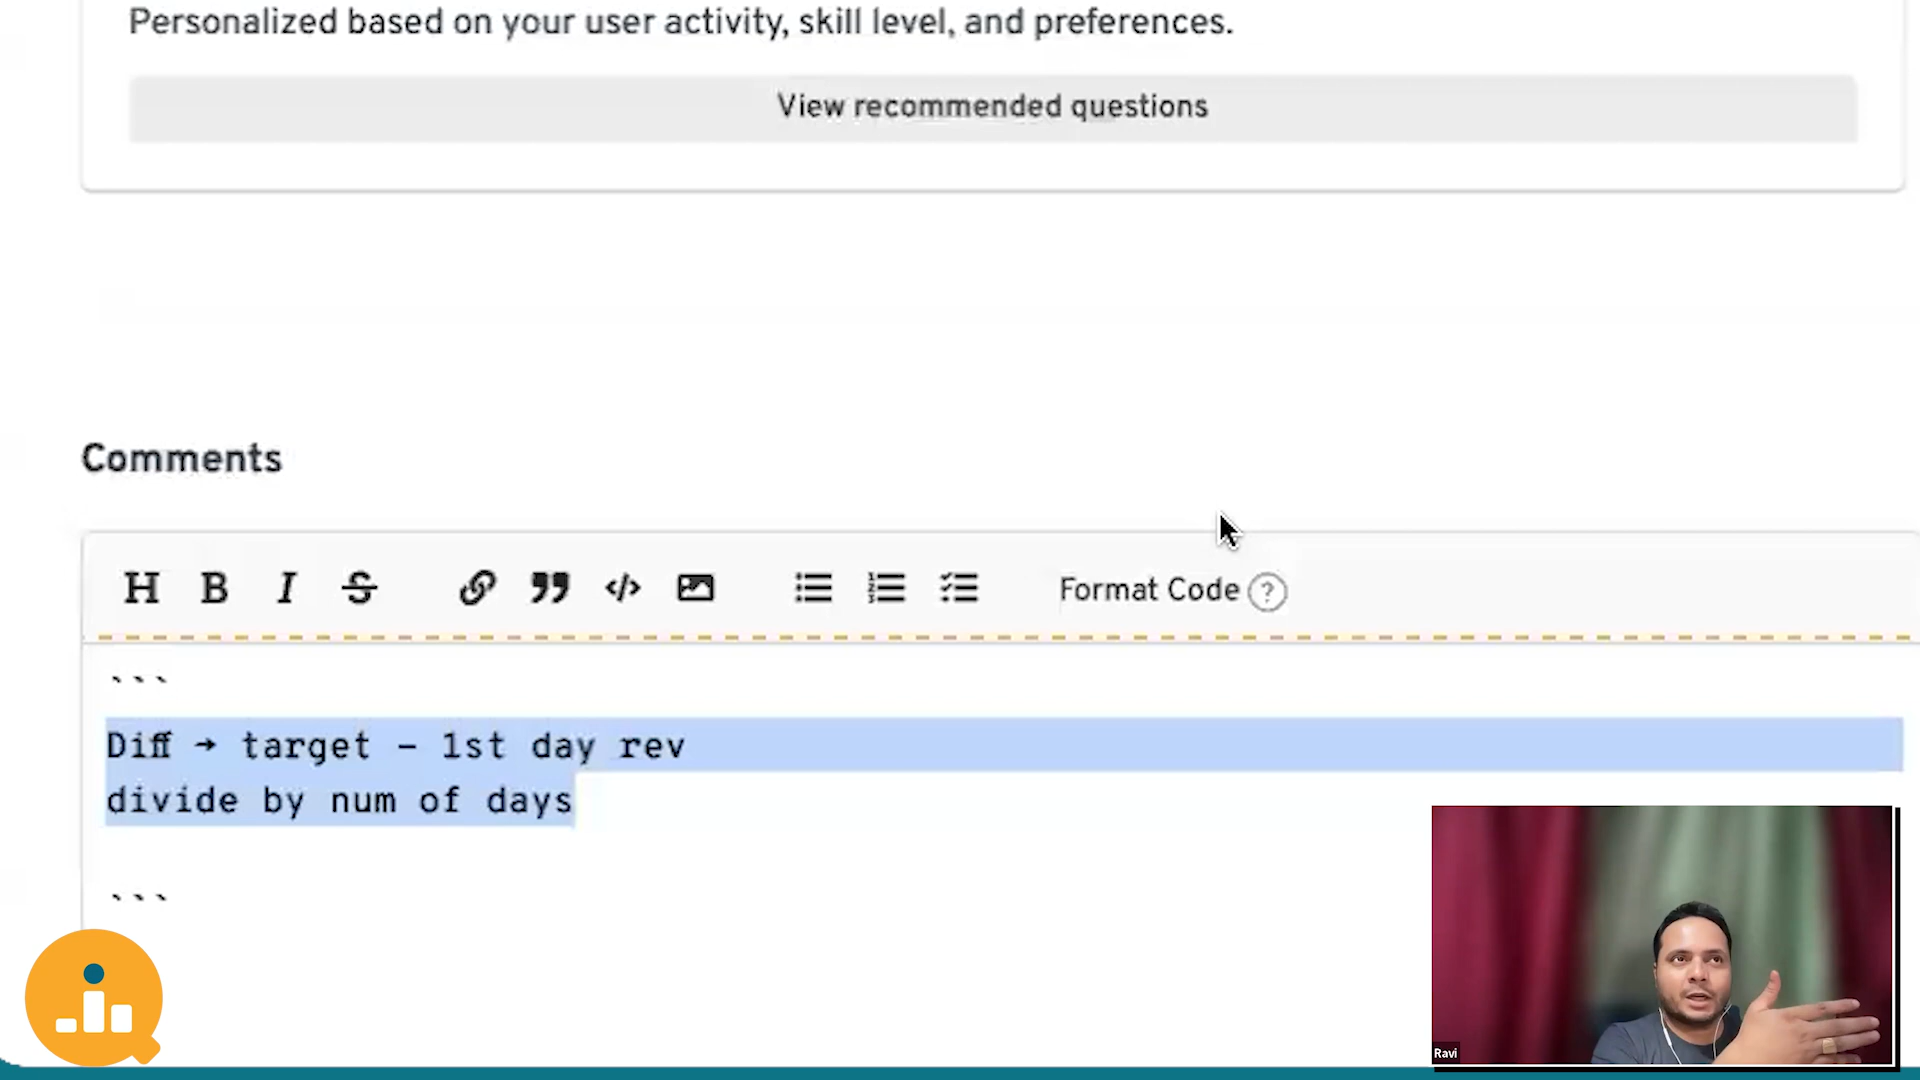 Personalized based on your user activity, skill level, and preferences.
View recommended questions
Comments
H B I S Format Code ?
```
Diff → target - 1st day rev
divide by num of days
```
Ravi